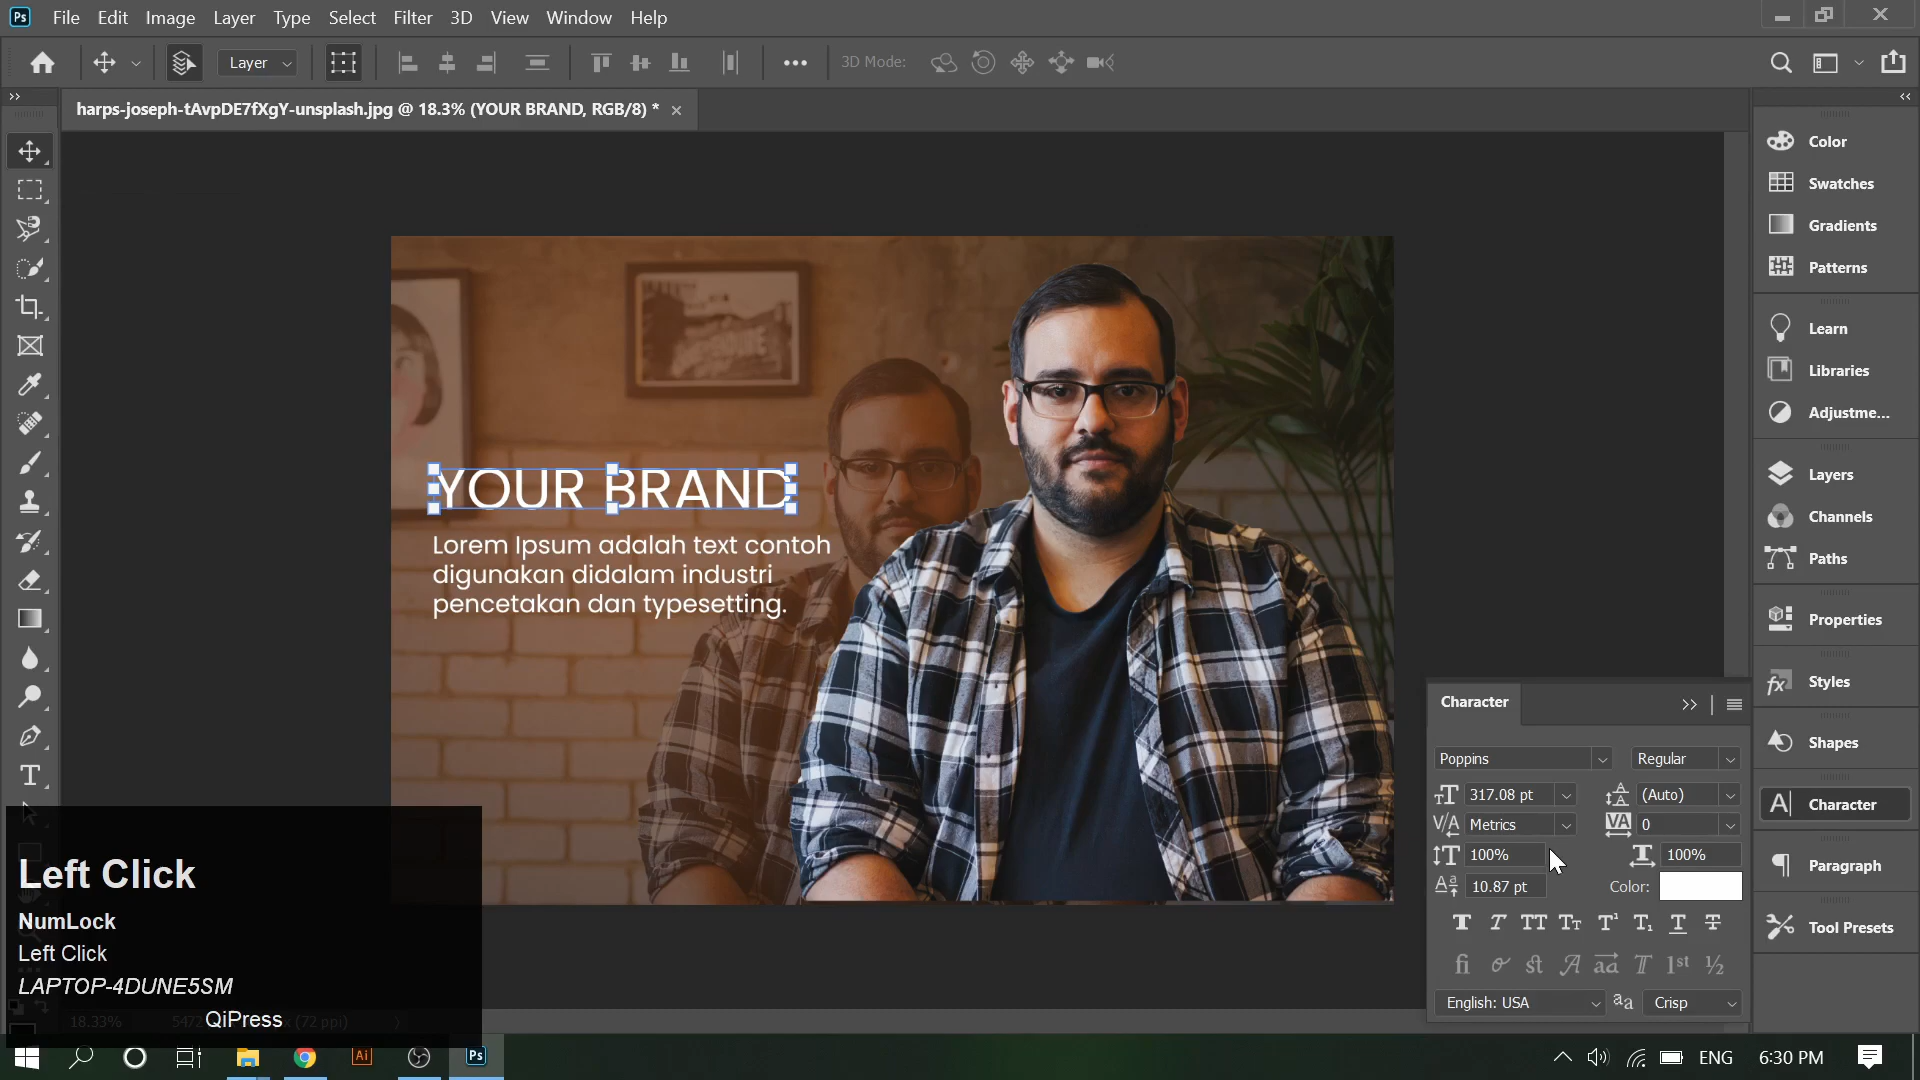 Ps File Edit Image Layer Type Select Filter 3D View Window Help
Layer
3D Mode:
harps-joseph-tAvpDE7fXgY-unsplash.jpg @ 18.3% (YOUR BRAND, RGB/8) *
Color
Swatches
Gradients
Patterns
Learn
Libraries
Adjustme...
Layers
Channels
Paths
Properties
Styles
Shapes
Character
Paragraph
Tool Presets
YOUR BRAND
Lorem Ipsum adalah text contoh
digunakan didalam industri
pencetakan dan typesetting.
Character
Poppins Regular
317.08 pt (Auto)
Metrics 0
100% 100%
10.87 pt Color:
English: USA Crisp
Left Click
NumLock
Left Click
LAPTOP-4DUNE5SM
QiPress
18.33%
(72 ppi)
Ai Ps ENG 6:30 PM